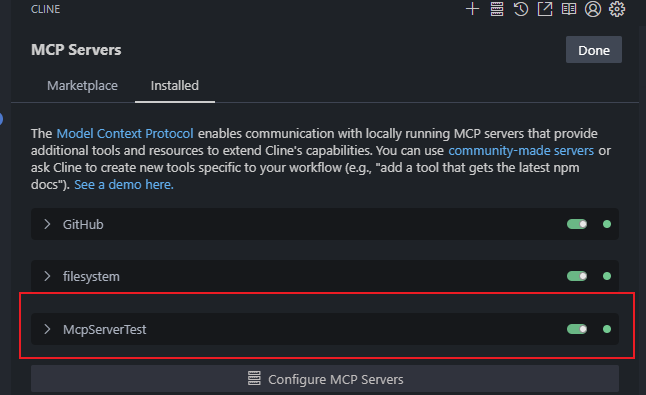 CLINE
MCP Servers
Done
Marketplace Installed
The Model Context Protocol enables communication with locally running MCP servers that provide
additional tools and resources to extend Cline's capabilities. You can use community-made servers or
ask Cline to create new tools specific to your workflow (e.g., "add a tool that gets the latest npm
docs"). See a demo here.
GitHub
filesystem
McpServerTest
Configure MCP Servers